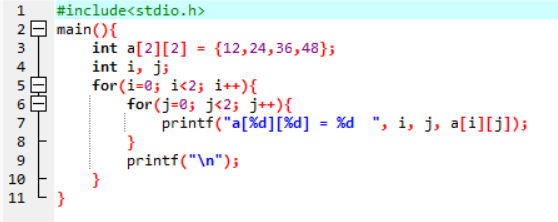 1 #include<stdio.h>
2 main(){
3 int a[2][2] = {12,24,36,48};
4 int i, j;
5 for(i=0; i<2; i++){
6 for(j=0; j<2; j++){
7 printf("a[%d][%d] = %d  ", i, j, a[i][j]);
8 }
9 printf("\n");
10 }
11 }